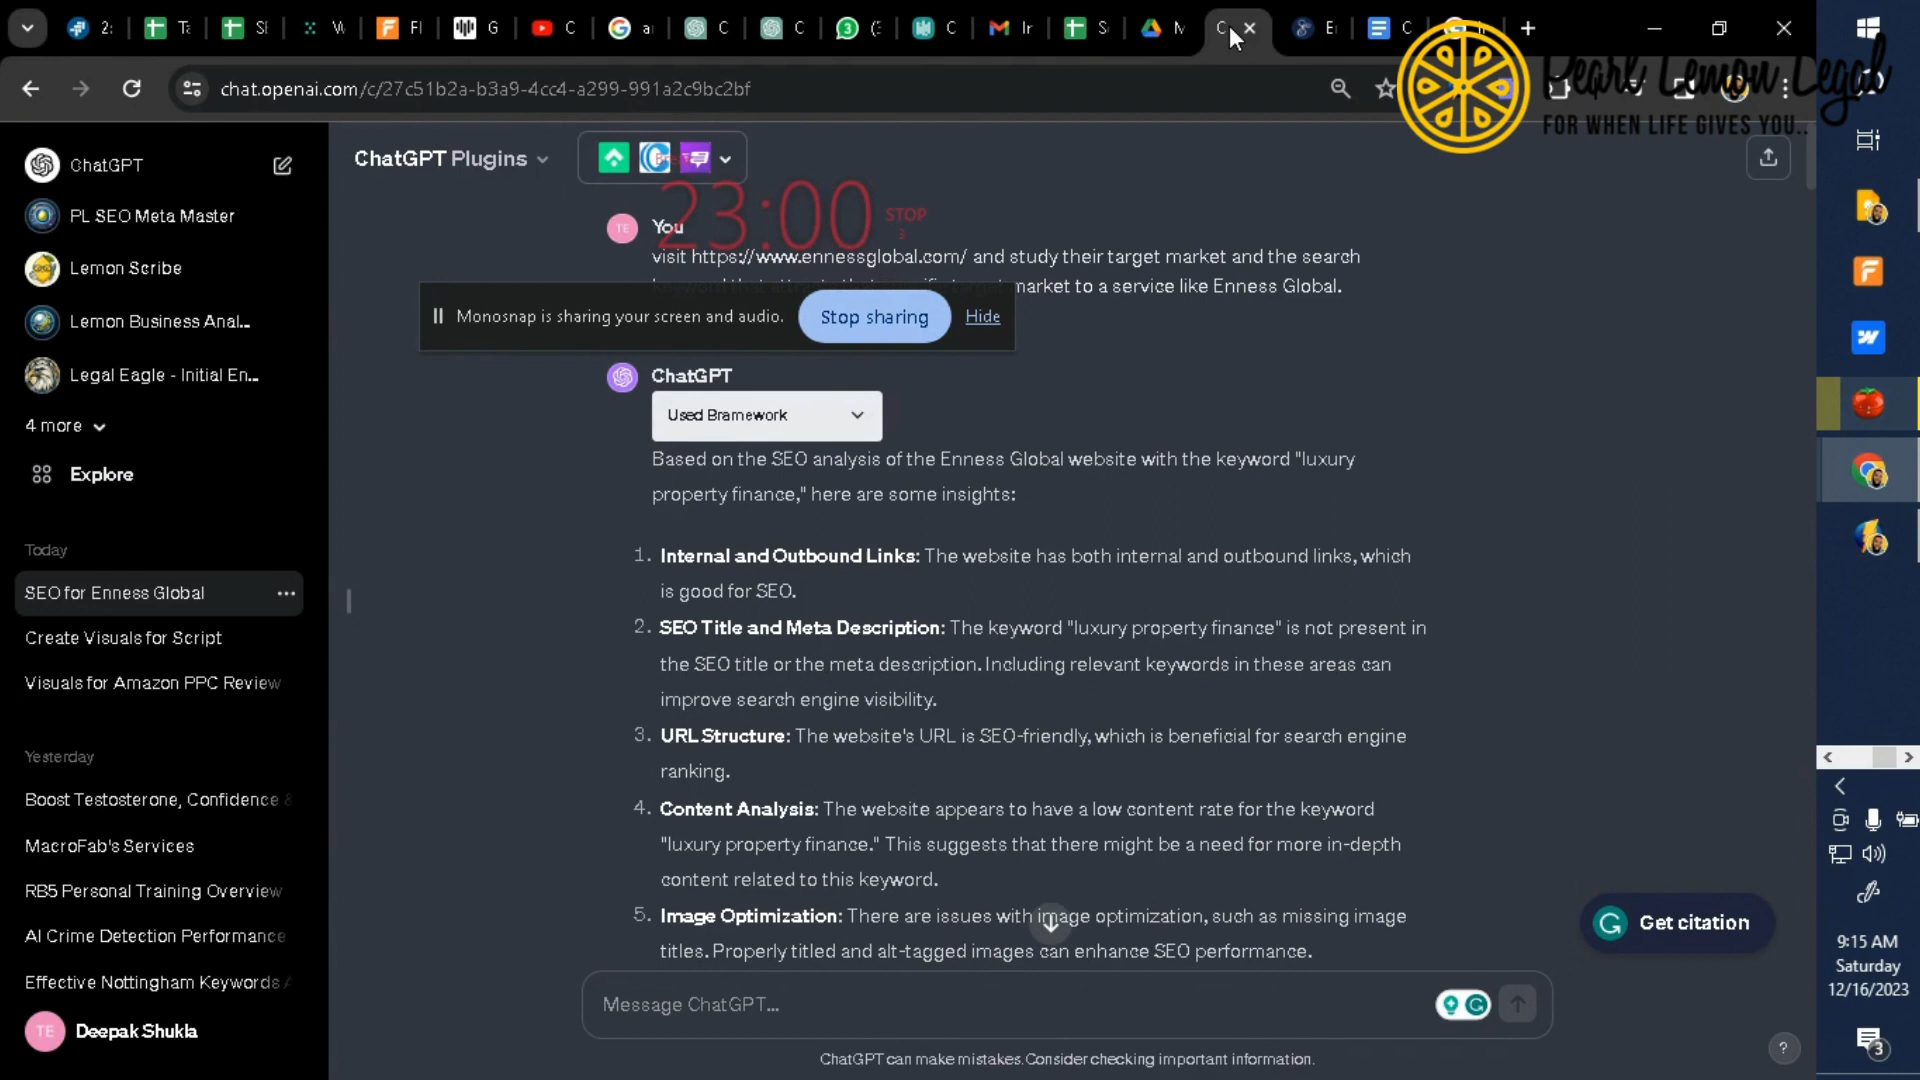 2:
Ta
G
C
a
C
C
(3
C
Ir
S
M
C
E
C
chat.openai.com/c/27c51b2a-b3a9-4cc4-a299-991a2c9bc2bf
Pearl Lemon Legal
FOR WHEN LIFE GIVES YOU..
ChatGPT
PL SEO Meta Master
Lemon Scribe
Lemon Business Anal...
Legal Eagle - Initial En...
4 more
Explore
Today
SEO for Enness Global
Create Visuals for Script
Visuals for Amazon PPC Review
Yesterday
Boost Testosterone, Confidence &
MacroFab's Services
RB5 Personal Training Overview
AI Crime Detection Performance
Effective Nottingham Keywords A
TE Deepak Shukla
ChatGPT Plugins
23:00
STOP
3
TE
You
visit https://www.ennessglobal.com/ and study their target market and the search
market to a service like Enness Global.
Monosnap is sharing your screen and audio.
Stop sharing
Hide
ChatGPT
Used Bramework
Based on the SEO analysis of the Enness Global website with the keyword "luxury
property finance," here are some insights:
1. Internal and Outbound Links: The website has both internal and outbound links, which
is good for SEO.
2. SEO Title and Meta Description: The keyword "luxury property finance" is not present in
the SEO title or the meta description. Including relevant keywords in these areas can
improve search engine visibility.
3. URL Structure: The website's URL is SEO-friendly, which is beneficial for search engine
ranking.
4. Content Analysis: The website appears to have a low content rate for the keyword
"luxury property finance." This suggests that there might be a need for more in-depth
content related to this keyword.
5. Image Optimization: There are issues with image optimization, such as missing image
titles. Properly titled and alt-tagged images can enhance SEO performance.
Get citation
Message ChatGPT...
ChatGPT can make mistakes. Consider checking important information.
?
9:15 AM
Saturday
12/16/2023
3